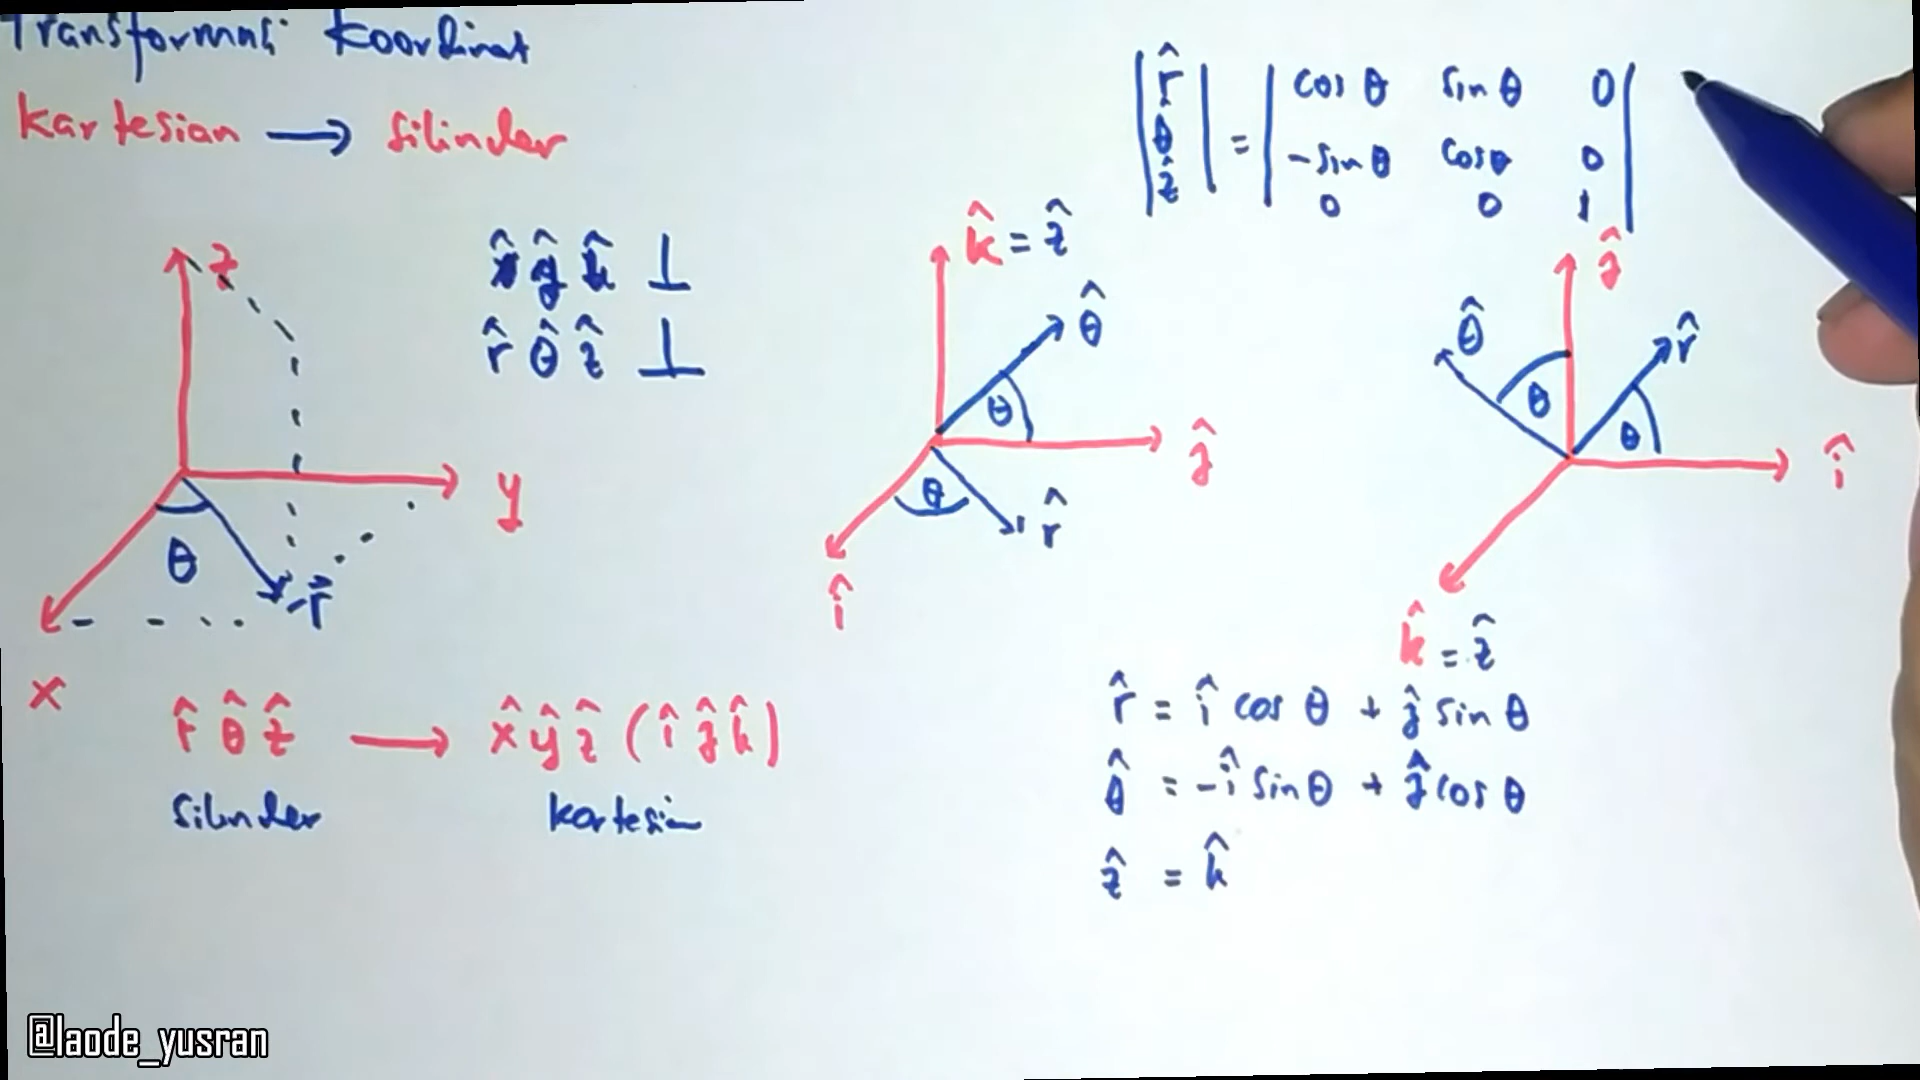 Transformasi Koordinat
kartesian → silinder
z
y
x
θ
r⃗
x̂ ŷ k̂ ⊥
r̂ θ̂ ẑ ⊥
r̂ θ̂ ẑ → x̂ ŷ ẑ (î ĵ k̂)
silinder kartesian
k̂ = ẑ
θ̂
θ
ĵ
θ
r̂
î
|r̂| = |cos θ sin θ 0|
|θ̂| |-sin θ cos θ 0|
|ẑ| |0 0 1|
ĵ
θ̂
r̂
θ
θ
î
k̂ = ẑ
r̂ = î cos θ + ĵ sin θ
θ̂ = -î sin θ + ĵ cos θ
ẑ = k̂
@laode_yusran